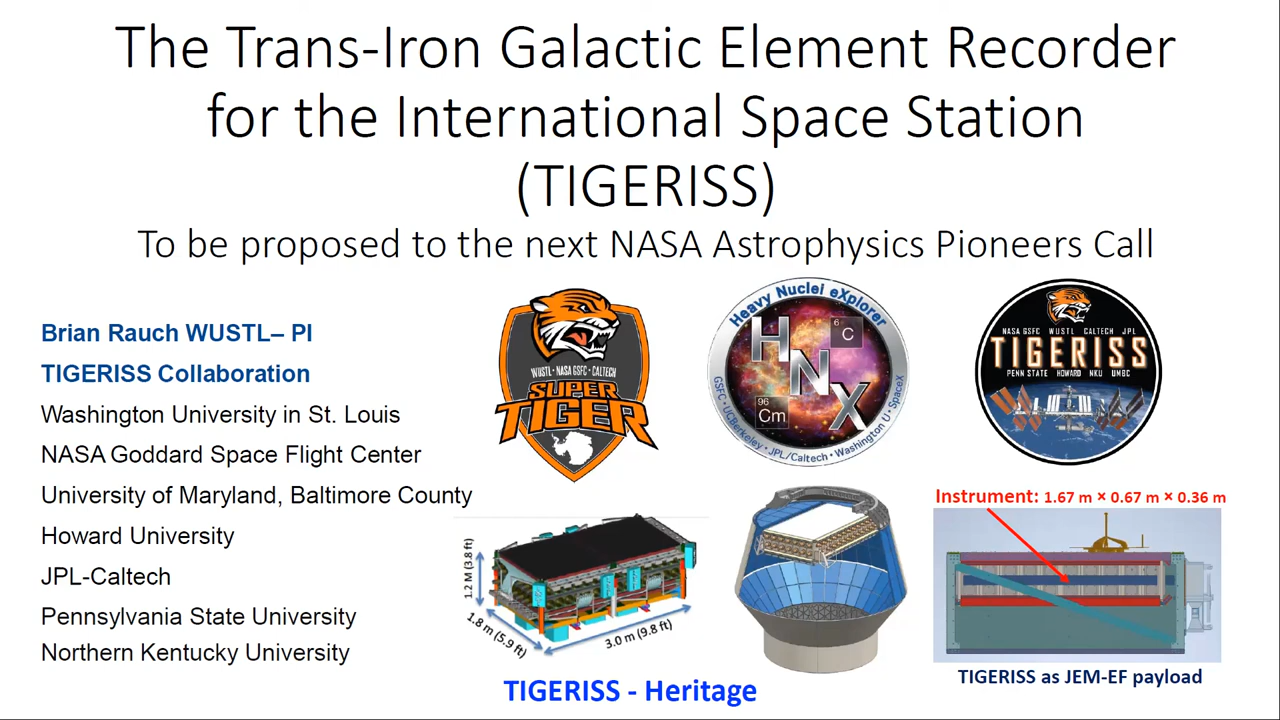 The Trans-Iron Galactic Element Recorder
for the International Space Station
(TIGERISS)
To be proposed to the next NASA Astrophysics Pioneers Call
Brian Rauch WUSTL– PI
TIGERISS Collaboration
Washington University in St. Louis
NASA Goddard Space Flight Center
University of Maryland, Baltimore County
Howard University
JPL-Caltech
Pennsylvania State University
Northern Kentucky University
WUSTL · NASA GSFC · CALTECH
SUPER
TIGER
Heavy Nuclei eXplorer
HNX
6
C
96
Cm
GSFC · UCBerkeley · JPL/Caltech · Washington U · SpaceX
NASA GSFC WUSTL CALTECH JPL
TIGERISS
PENN STATE HOWARD NKU UMBC
1.2 M (3.8 ft)
1.8 m (5.9 ft)
3.0 m (9.8 ft)
TIGERISS - Heritage
Instrument: 1.67 m × 0.67 m × 0.36 m
TIGERISS as JEM-EF payload